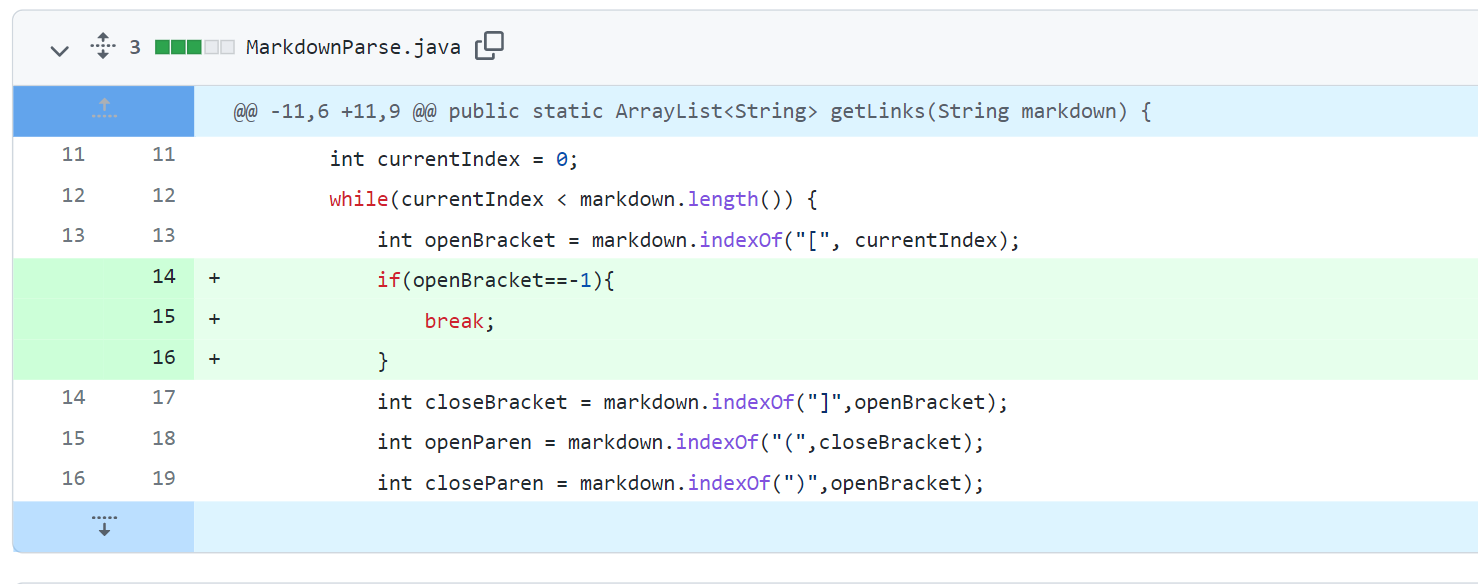 3 MarkdownParse.java
@@ -11,6 +11,9 @@ public static ArrayList<String> getLinks(String markdown) {
11 11 int currentIndex = 0;
12 12 while(currentIndex < markdown.length()) {
13 13 int openBracket = markdown.indexOf("[", currentIndex);
14 + if(openBracket==-1){
15 + break;
16 + }
14 17 int closeBracket = markdown.indexOf("]",openBracket);
15 18 int openParen = markdown.indexOf("(",closeBracket);
16 19 int closeParen = markdown.indexOf(")",openBracket);